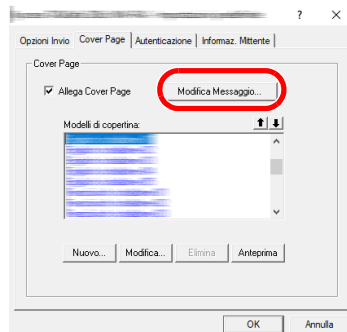 Opzioni Invio Cover Page Autenticazione Informaz. Mittente
Cover Page
Allega Cover Page Modifica Messaggio...
Modelli di copertina:
Nuovo... Modifica... Elimina Anteprima
OK Annulla